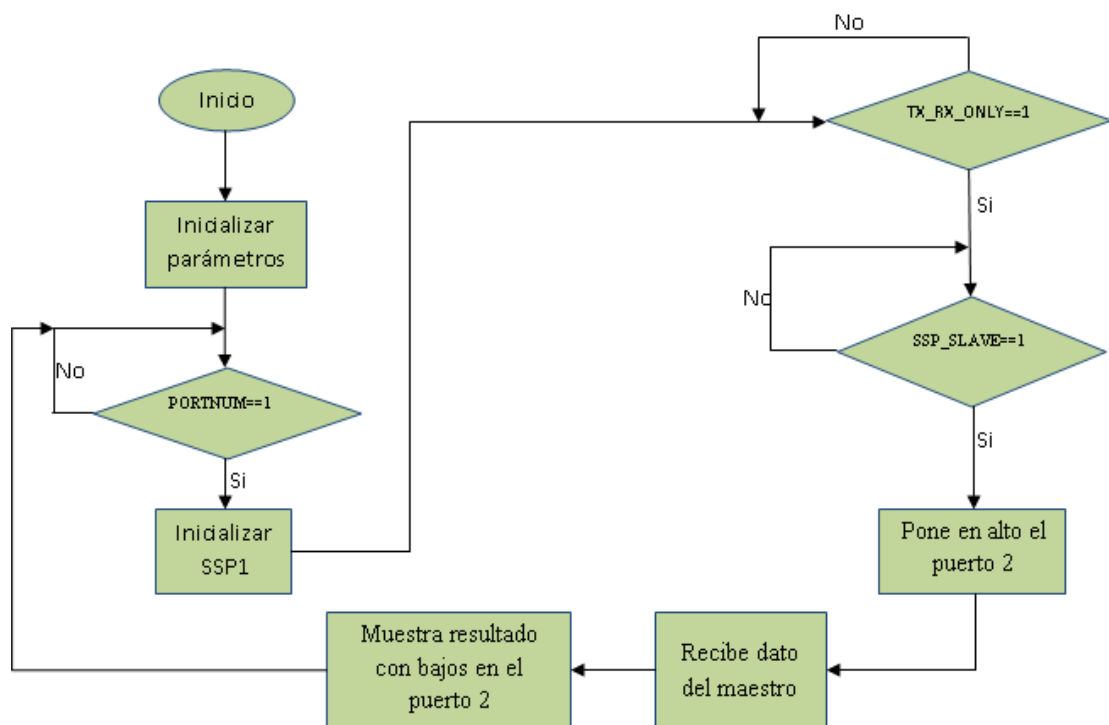 Inicio
Inicializar
parámetros
No
PORTNUM==1
Si
Inicializar
SSP1
No
TX_RX_ONLY==1
Si
No
SSP_SLAVE==1
Si
Pone en alto el
puerto 2
Recibe dato
del maestro
Muestra resultado
con bajos en el
puerto 2